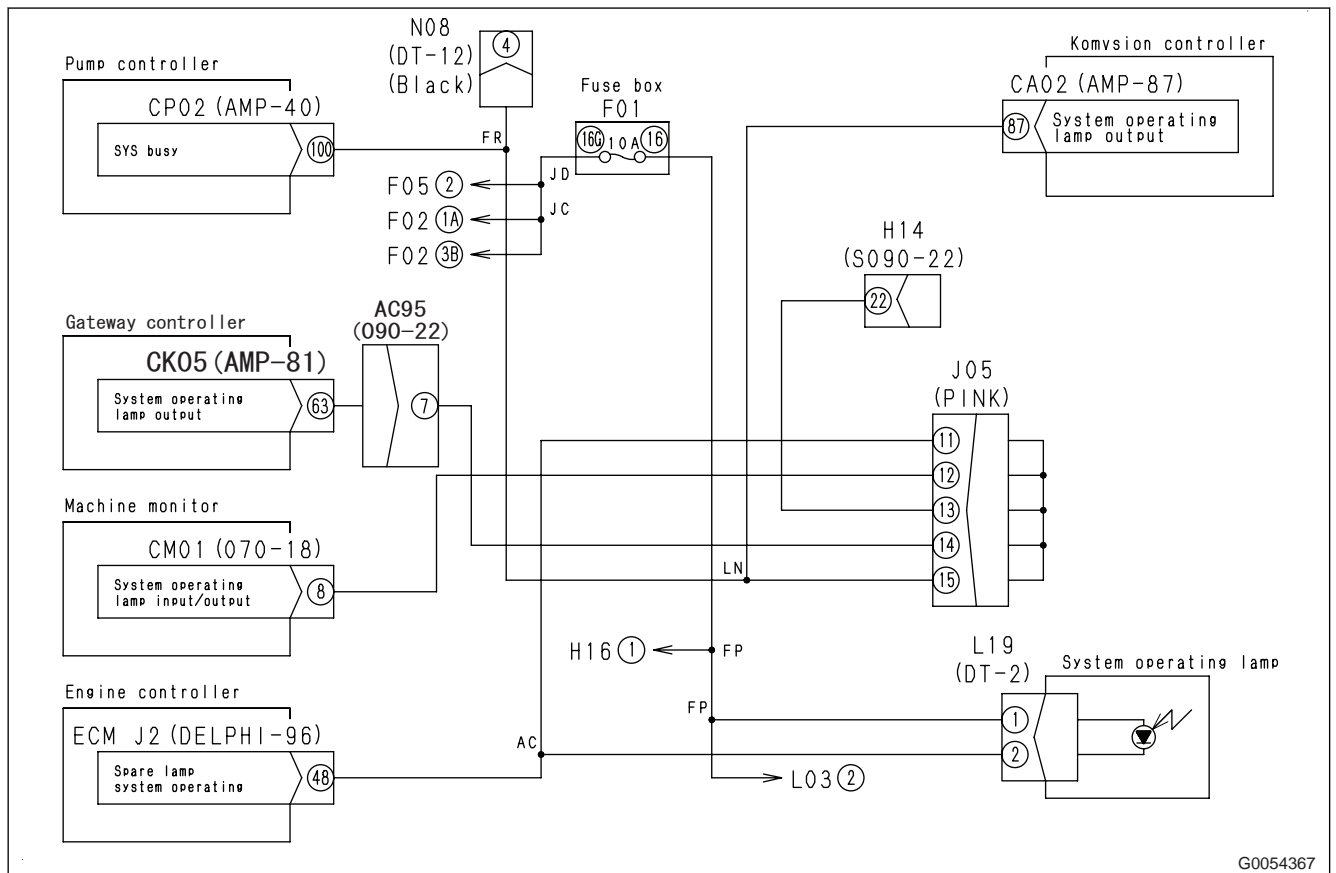 N08
(DT-12)
(Black)
4
Pump controller
CP02 (AMP-40)
SYS busy
100
FR
Fuse box
F01
16G
10A
16
JD
JC
F05 2
F02 1A
F02 3B
Komvsion controller
CA02 (AMP-87)
87
System operating
lamp output
H14
(S090-22)
22
Gateway controller
CK05 (AMP-81)
System operating
lamp output
63
AC95
(090-22)
7
J05
(PINK)
11
12
13
14
15
Machine monitor
CM01 (070-18)
System operating
lamp input/output
8
LN
H16 1
FP
FP
L19
(DT-2)
System operating lamp
1
2
Engine controller
ECM J2 (DELPHI-96)
Spare lamp
system operating
48
AC
L03 2
G0054367